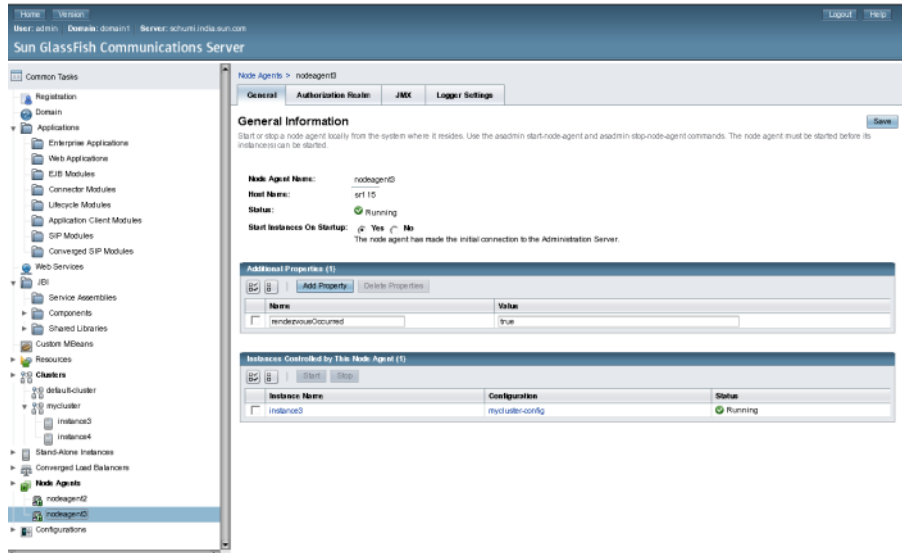 Home Version Logout Help
User: admin Domain: domain1 Server: schumi.india.sun.com
Sun GlassFish Communications Server
Common Tasks
Registration
Domain
Applications
Enterprise Applications
Web Applications
EJB Modules
Connector Modules
Lifecycle Modules
Application Client Modules
SIP Modules
Converged SIP Modules
Web Services
JBI
Service Assemblies
Components
Shared Libraries
Custom MBeans
Resources
Clusters
default-cluster
mycluster
instance3
instance4
Stand-Alone Instances
Converged Load Balancers
Node Agents
nodeagent2
nodeagent3
Configurations
Node Agents > nodeagent3
General Authorization Realm JMX Logger Settings
General Information
Save
Start or stop a node agent locally from the system where it resides. Use the asadmin start-node-agent and asadmin stop-node-agent commands. The node agent must be started before its
instance(s) can be started.
Node Agent Name: nodeagent3
Host Name: sr115
Status: Running
Start Instances On Startup: Yes No
The node agent has made the initial connection to the Administration Server.
Additional Properties (1)
Add Property Delete Properties
Name Value
rendezvousOccurred true
Instances Controlled by This Node Agent (1)
Start Stop
Instance Name Configuration Status
instance3 mycluster-config Running